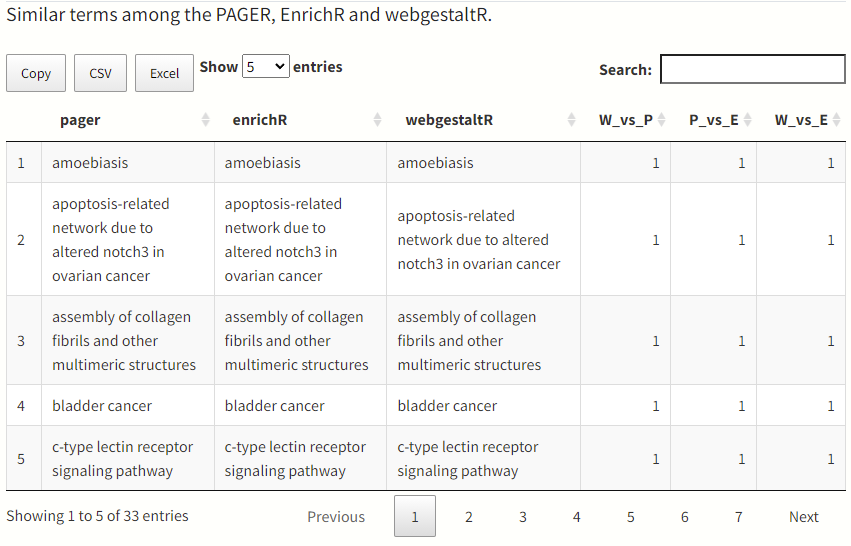 Similar terms among the PAGER, EnrichR and webgestaltR.
Copy CSV Excel Show 5 entries Search:
pager enrichR webgestaltR W_vs_P P_vs_E W_vs_E
1 amoebiasis amoebiasis amoebiasis 1 1 1
apoptosis-related apoptosis-related
network due to network due to apoptosis-related
2 altered notch3 in altered notch3 in network due to altered 1 1 1
ovarian cancer ovarian cancer notch3 in ovarian cancer
assembly of collagen assembly of collagen assembly of collagen
3 fibrils and other fibrils and other fibrils and other 1 1 1
multimeric structures multimeric structures multimeric structures
4 bladder cancer bladder cancer bladder cancer 1 1 1
5 c-type lectin receptor c-type lectin receptor c-type lectin receptor 1 1 1
signaling pathway signaling pathway signaling pathway
Showing 1 to 5 of 33 entries Previous 1 2 3 4 5 6 7 Next